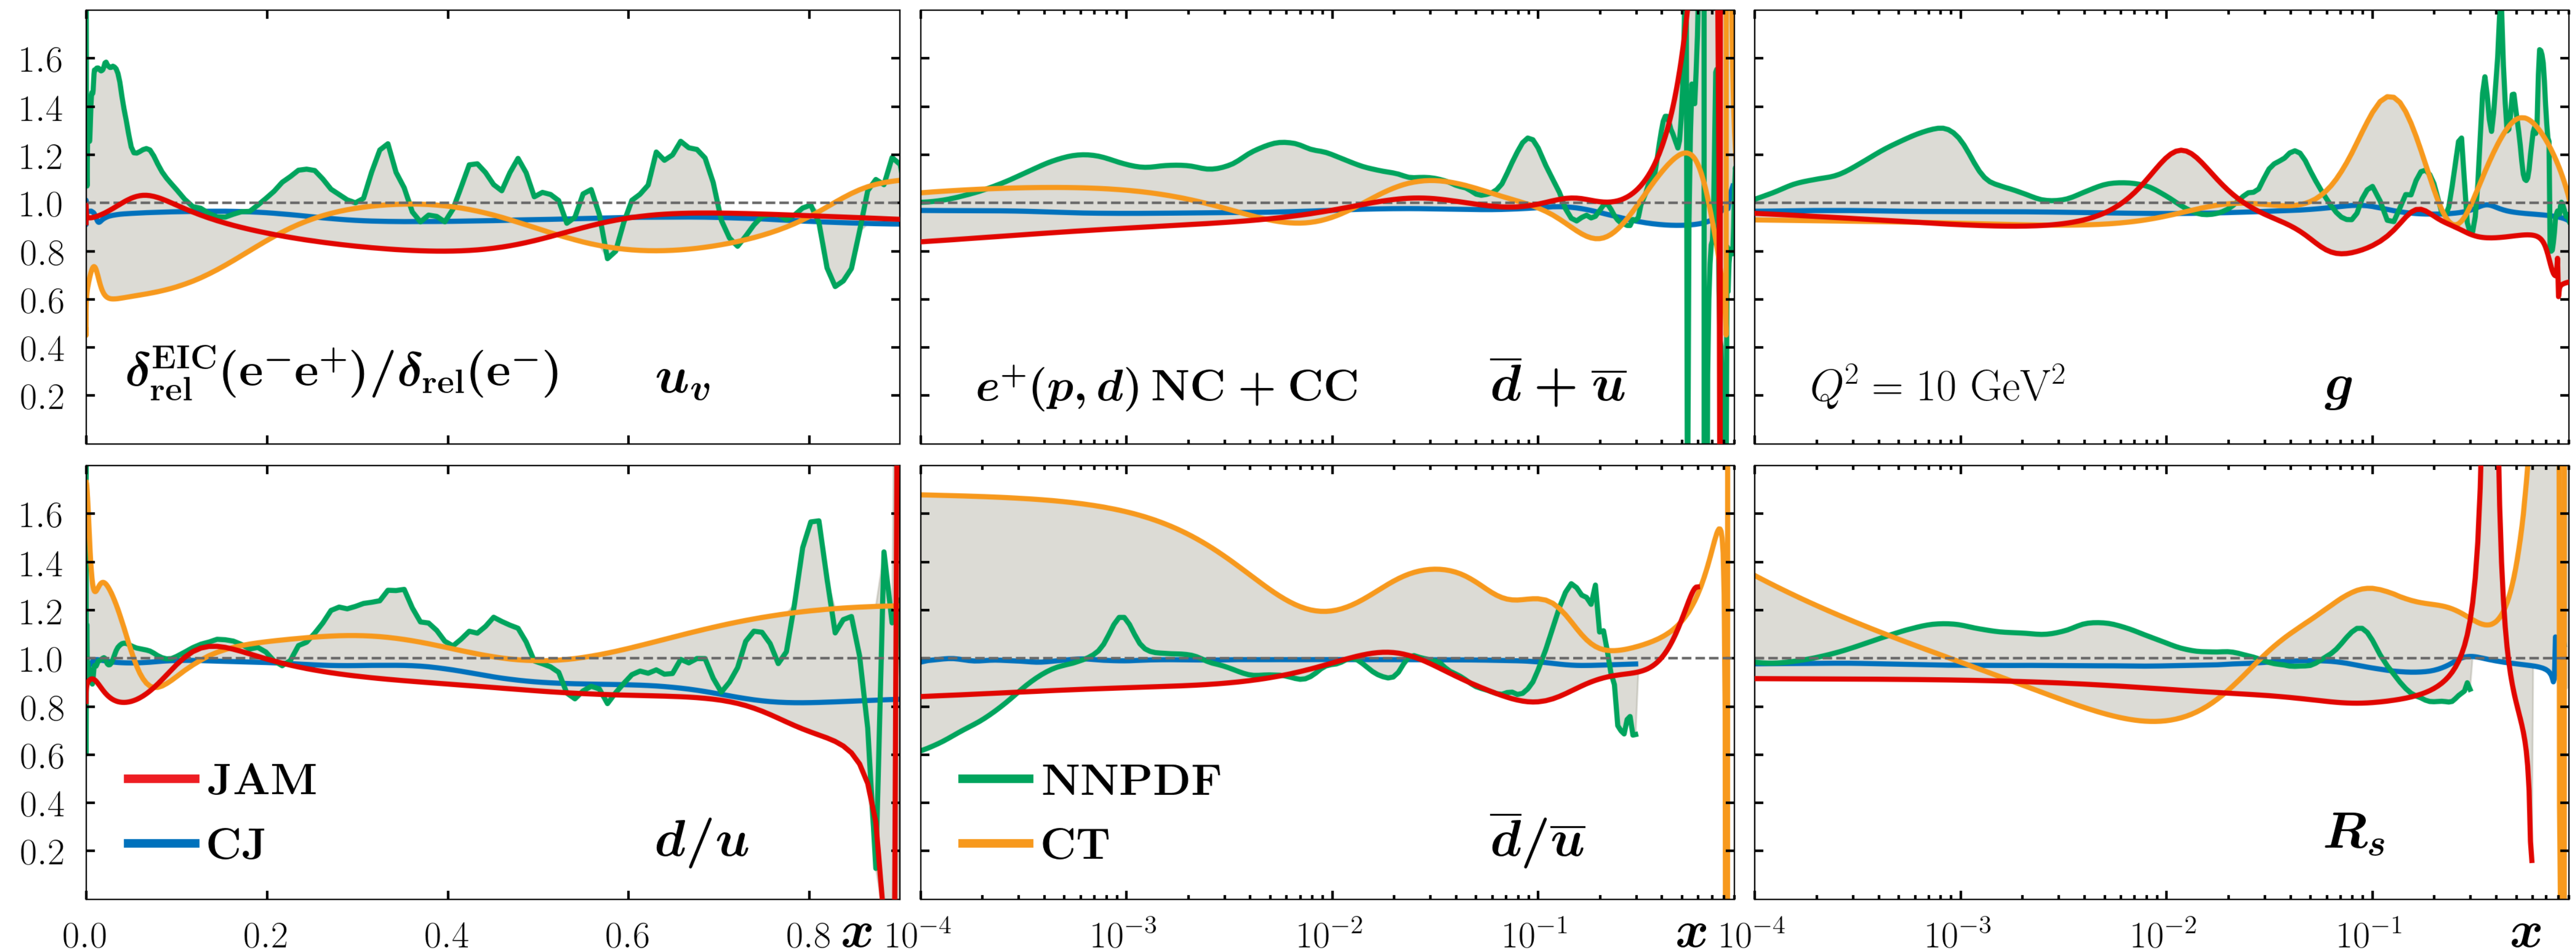 1.6
1.4
1.2
1.0
0.8
0.6
0.4
0.2
δ_rel^EIC(e⁻e⁺)/δ_rel(e⁻) u_v
e⁺(p, d) NC + CC d̅ + u̅
Q² = 10 GeV² g
1.6
1.4
1.2
1.0
0.8
0.6
0.4
0.2
JAM
CJ
d/u
NNPDF
CT
d̅/u̅
R_s
0.0 0.2 0.4 0.6 0.8 x
10⁻⁴ 10⁻³ 10⁻² 10⁻¹ x
10⁻⁴ 10⁻³ 10⁻² 10⁻¹ x